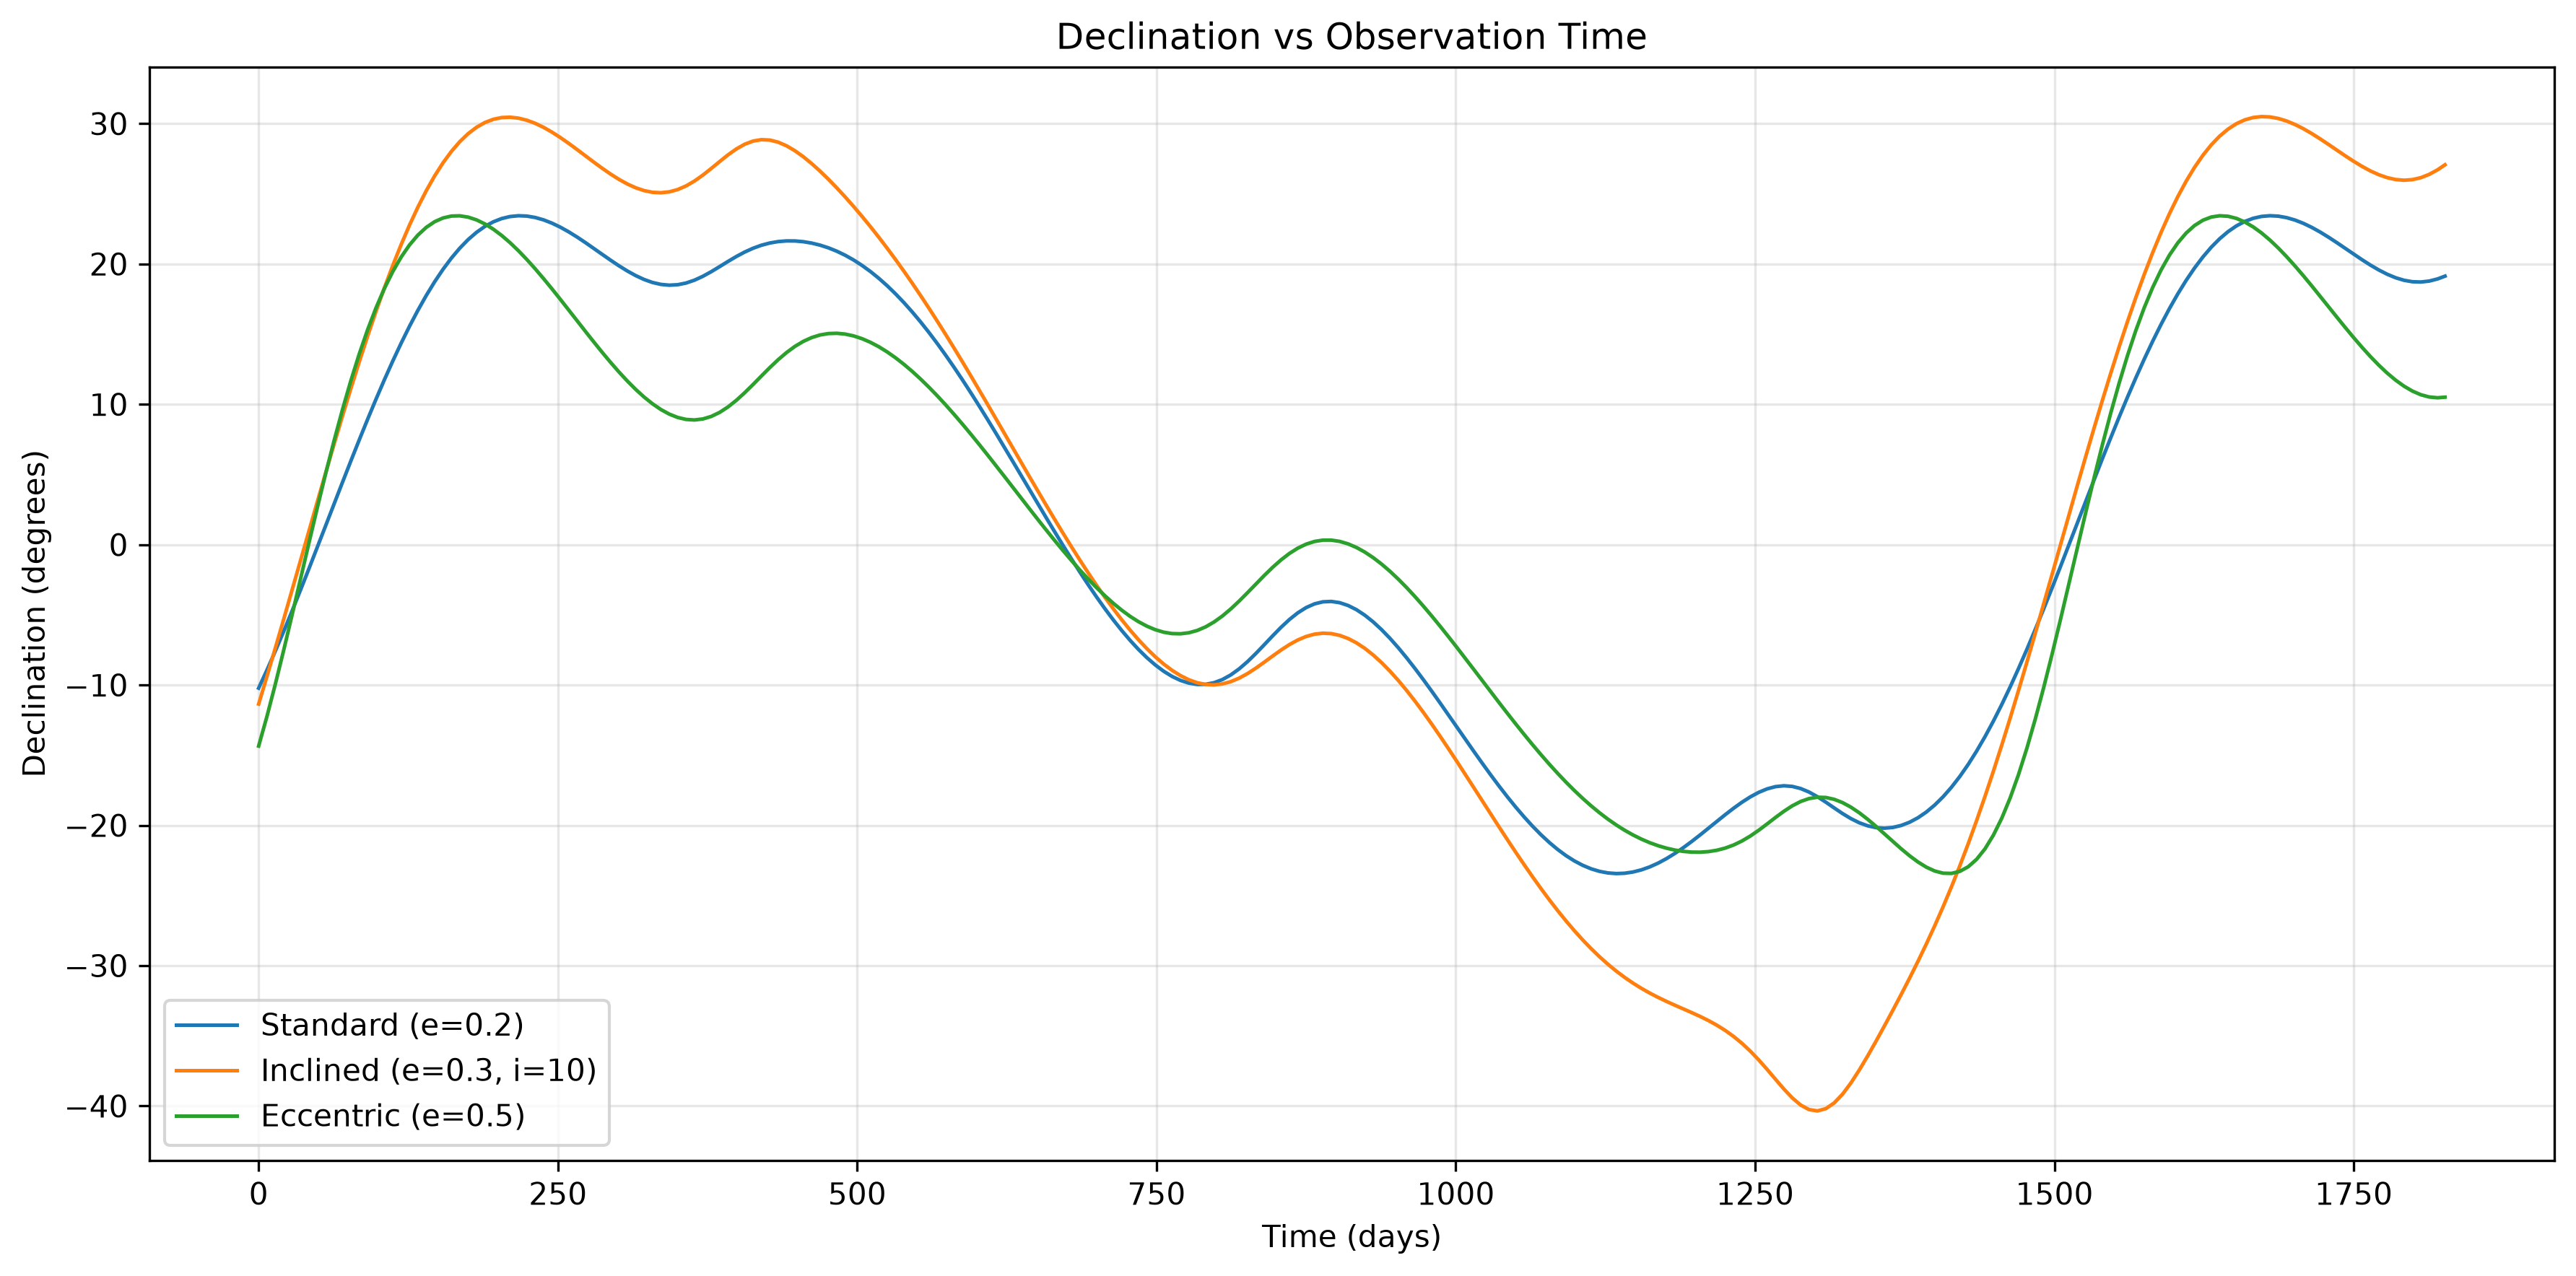 Declination vs Observation Time
Declination (degrees)
30
20
10
0
−10
−20
−30
−40
Standard (e=0.2)
Inclined (e=0.3, i=10)
Eccentric (e=0.5)
0 250 500 750 1000 1250 1500 1750
Time (days)